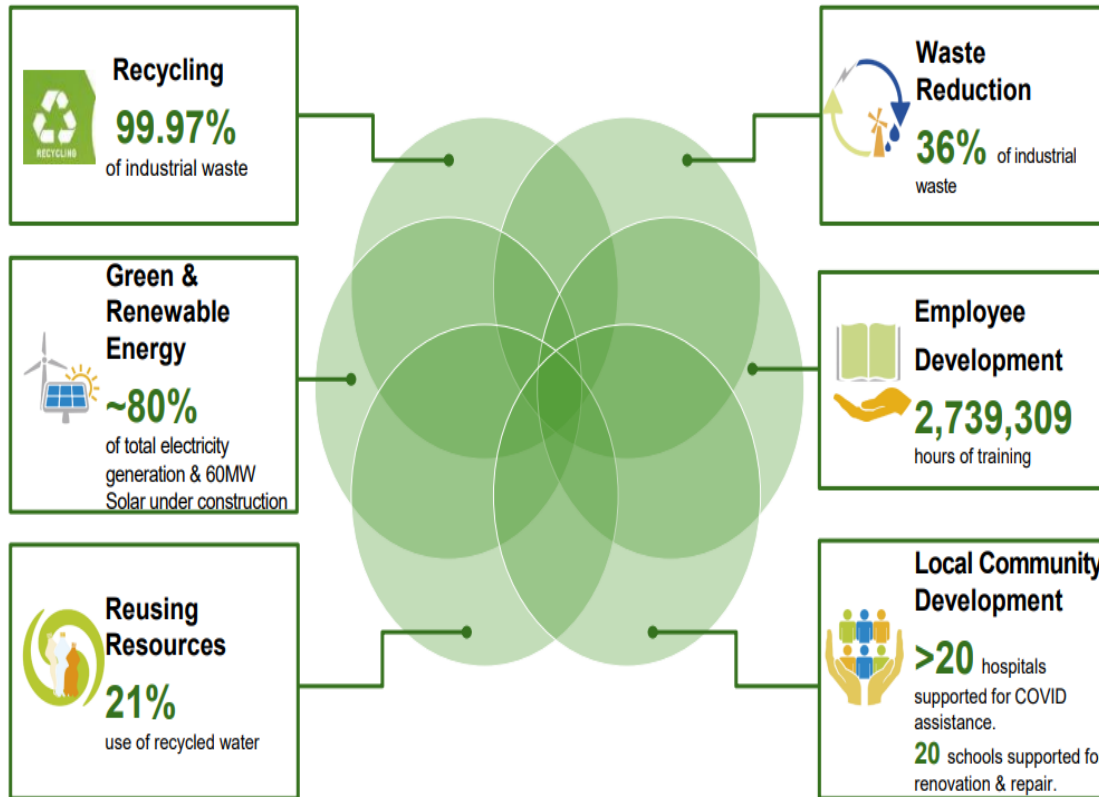 Recycling
99.97%
of industrial waste
RECYCLING
Green &
Renewable
Energy
~80%
of total electricity
generation & 60MW
Solar under construction
Reusing
Resources
21%
use of recycled water
Waste
Reduction
36% of industrial
waste
Employee
Development
2,739,309
hours of training
Local Community
Development
>20 hospitals
supported for COVID
assistance.
20 schools supported fo
renovation & repair.